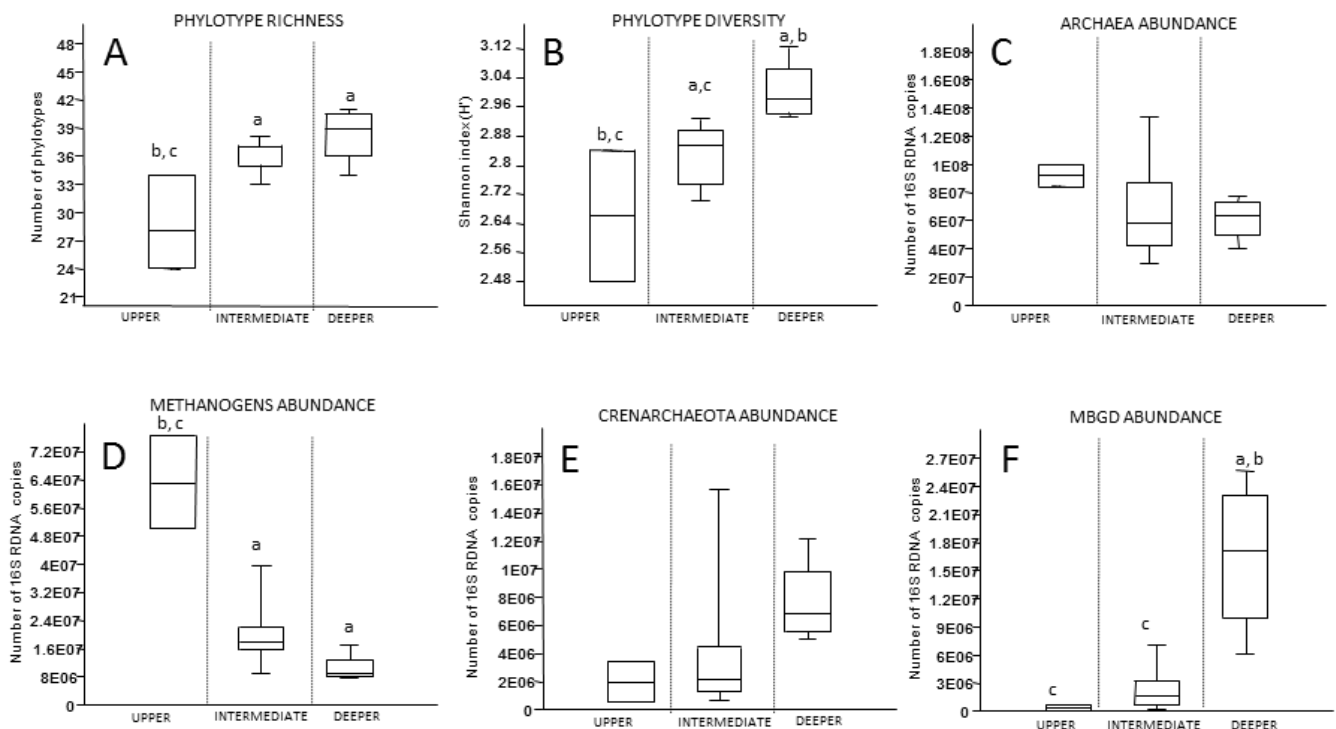 PHYLOTYPE RICHNESS
A
Number of phylotypes
48
45
42
39
36
33
30
27
24
21
b, c
a
a
UPPER
INTERMEDIATE
DEEPER
PHYLOTYPE DIVERSITY
B
Shannon index (H')
3.12
3.04
2.96
2.88
2.8
2.72
2.64
2.56
2.48
b, c
a,c
a,b
UPPER
INTERMEDIATE
DEEPER
ARCHAEA ABUNDANCE
C
Number of 16S RDNA copies
1.8E08
1.6E08
1.4E08
1.2E08
1E08
8E07
6E07
4E07
2E07
0
UPPER
INTERMEDIATE
DEEPER
METHANOGENS ABUNDANCE
D
Number of 16S RDNA copies
7.2E07
6.4E07
5.6E07
4.8E07
4E07
3.2E07
2.4E07
1.6E07
8E06
0
b, c
a
a
UPPER
INTERMEDIATE
DEEPER
CRENARCHAEOTA ABUNDANCE
E
Number of 16S RDNA copies
1.8E07
1.6E07
1.4E07
1.2E07
1E07
8E06
6E06
4E06
2E06
0
UPPER
INTERMEDIATE
DEEPER
MBGD ABUNDANCE
F
Number of 16S RDNA copies
2.7E07
2.4E07
2.1E07
1.8E07
1.5E07
1.2E07
9E06
6E06
3E06
0
c
c
a, b
UPPER
INTERMEDIATE
DEEPER